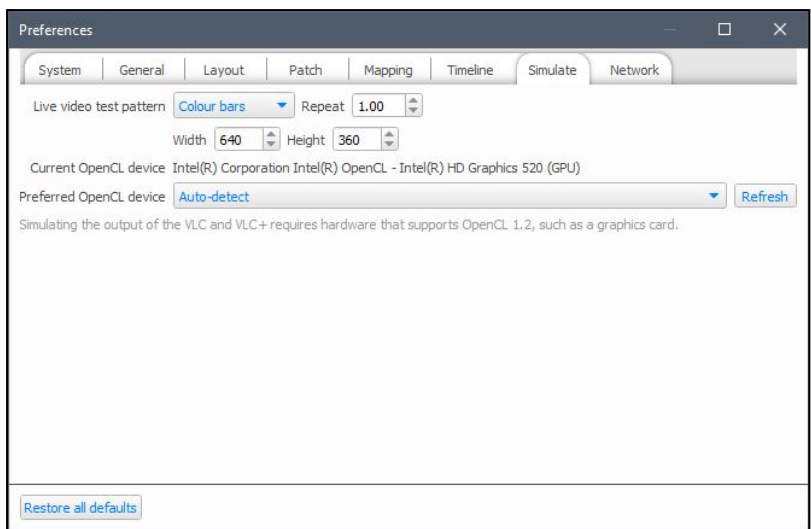 Preferences
System General Layout Patch Mapping Timeline Simulate Network
Live video test pattern Colour bars Repeat 1.00
Width 640 Height 360
Current OpenCL device Intel(R) Corporation Intel(R) OpenCL - Intel(R) HD Graphics 520 (GPU)
Preferred OpenCL device Auto-detect Refresh
Simulating the output of the VLC and VLC+ requires hardware that supports OpenCL 1.2, such as a graphics card.
Restore all defaults